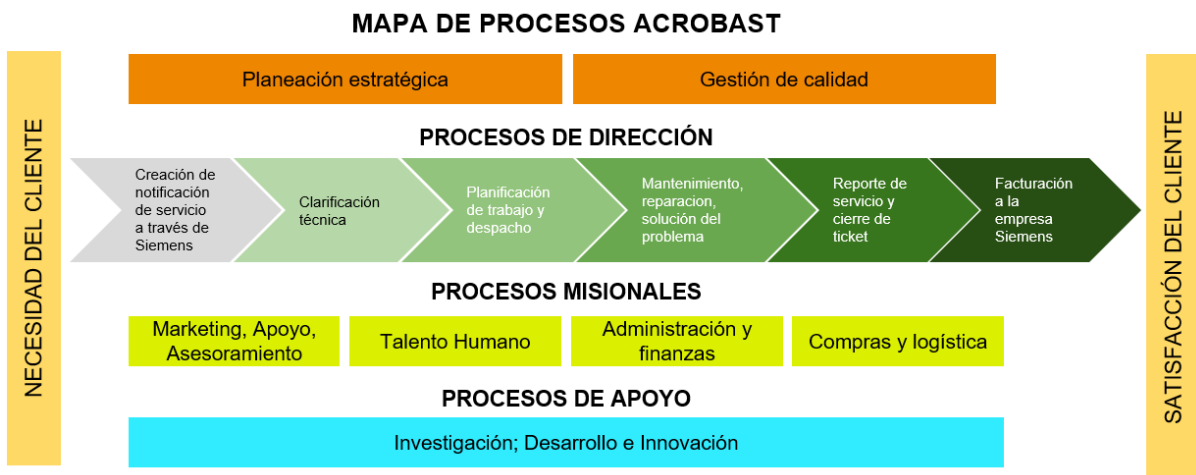 MAPA DE PROCESOS ACROBAST
NECESIDAD DEL CLIENTE
Planeación estratégica
Gestión de calidad
PROCESOS DE DIRECCIÓN
Creación de
notificación
de servicio
a través de
Siemens
Clarificación
técnica
Planificación
de trabajo y
despacho
Mantenimiento,
reparacion,
solución del
problema
Reporte de
servicio y
cierre de
ticket
Facturación
a la
empresa
Siemens
PROCESOS MISIONALES
Marketing, Apoyo,
Asesoramiento
Talento Humano
Administración y
finanzas
Compras y logística
PROCESOS DE APOYO
Investigación; Desarrollo e Innovación
SATISFACCIÓN DEL CLIENTE